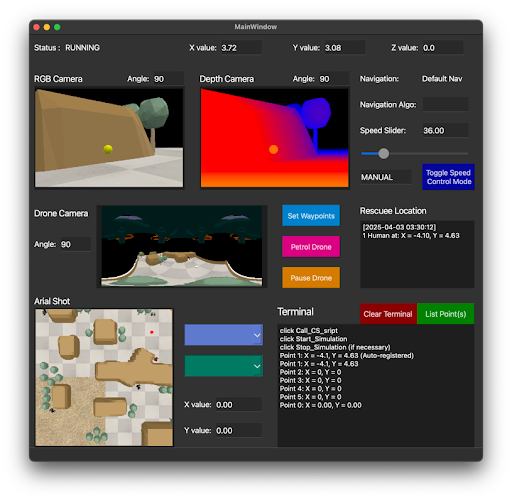 MainWindow
Status : RUNNING X value: 3.72 Y value: 3.08 Z value: 0.0
RGB Camera Angle: 90 Depth Camera Angle: 90 Navigation: Default Nav
Navigation Algo:
Speed Slider: 36.00
MANUAL Toggle Speed
Control Mode
Drone Camera Set Waypoints Rescuee Location
[2025-04-03 03:30:12]
1 Human at: X = -4.10, Y = 4.63
Angle: 90 Petrol Drone
Pause Drone
Arial Shot
Terminal Clear Terminal List Point(s)
click Call_CS_sript
click Start_Simulation
click Stop_Simulation (if necessary)
Point 1: X = -4.1, Y = 4.63 (Auto-registered)
Point 1: X = -4.1, Y = 4.63
Point 2: X = 0, Y = 0
Point 3: X = 0, Y = 0
Point 4: X = 0, Y = 0
Point 5: X = 0, Y = 0
Point 0: X = 0.00, Y = 0.00
X value: 0.00
Y value: 0.00